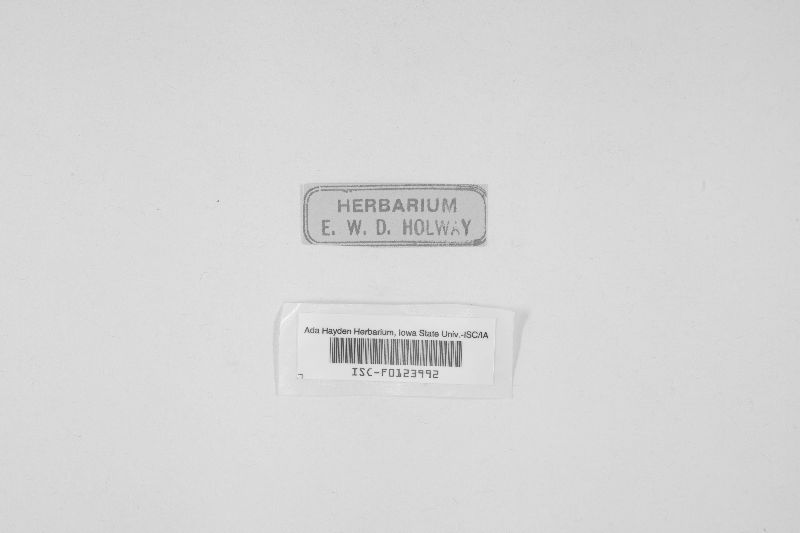 HERBARIUM
E. W. D. HOLWAY
Ada Hayden Herbarium, Iowa State Univ.-ISC/IA
ISC-F0123992